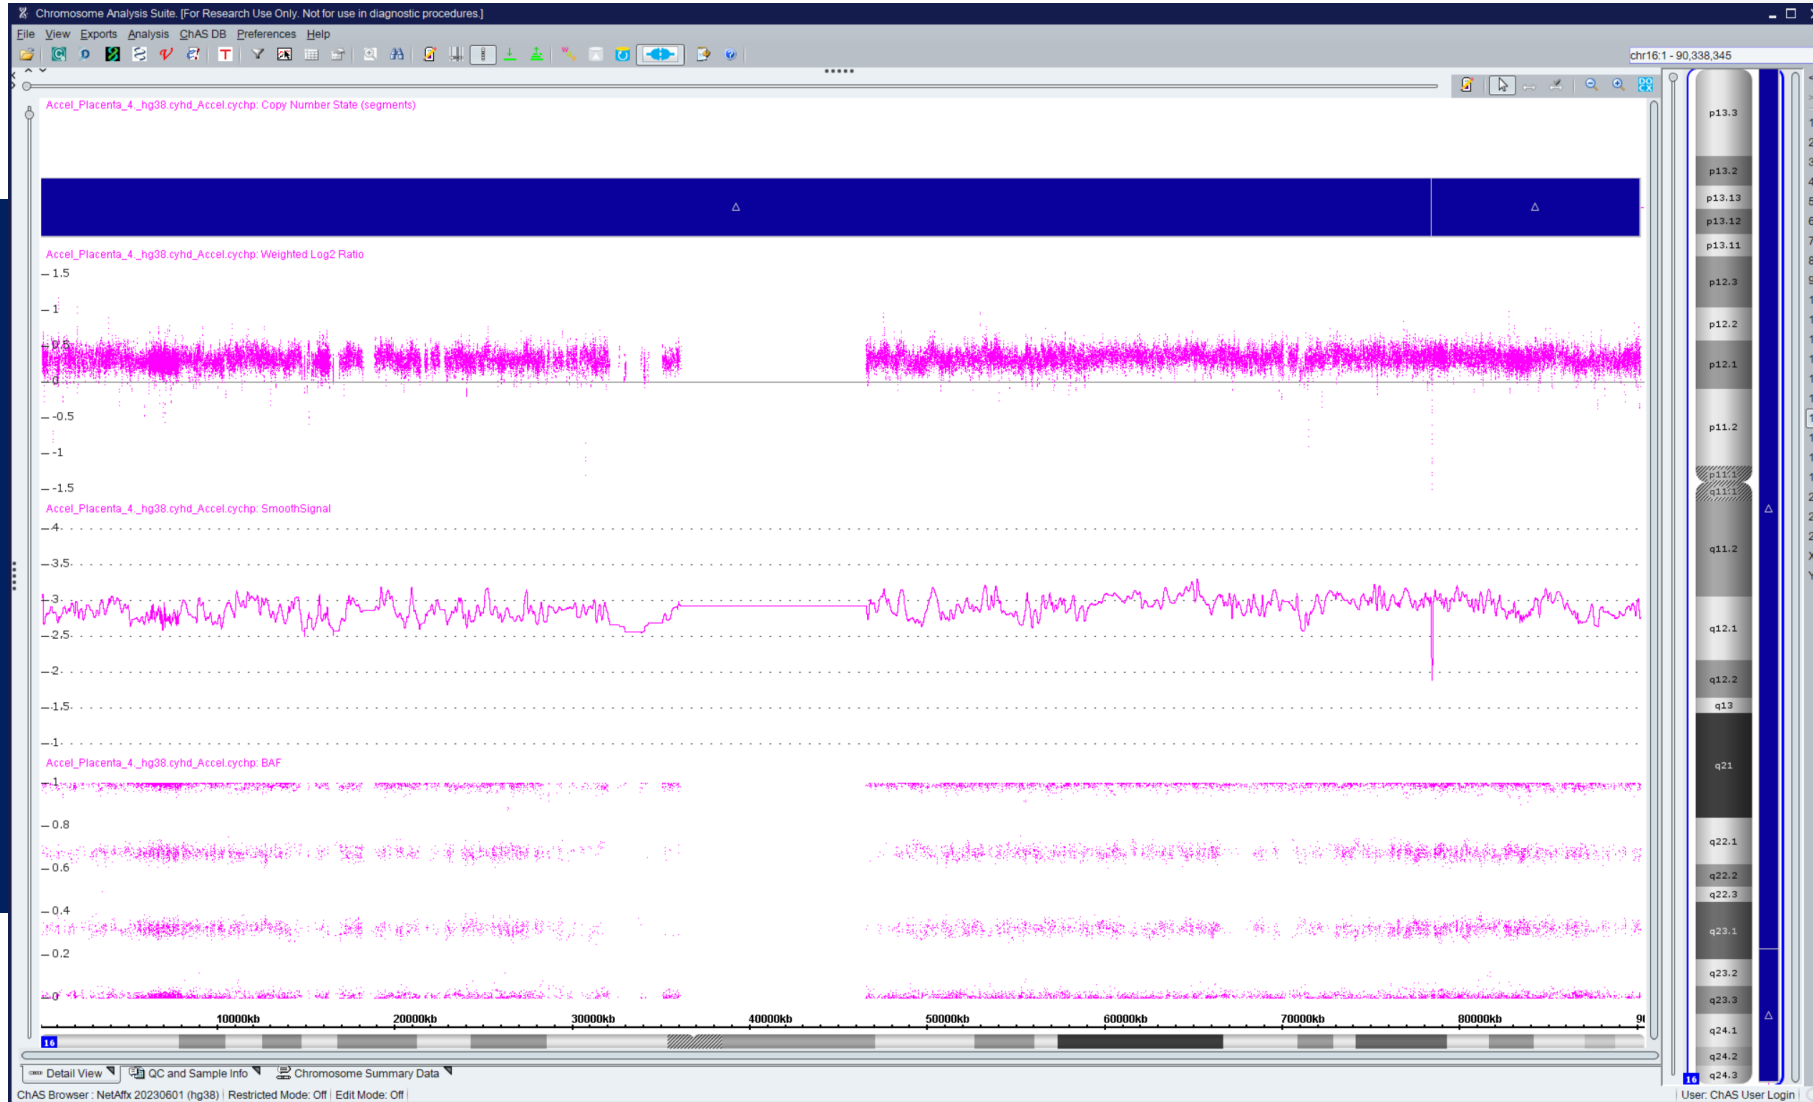 Chromosome Analysis Suite. [For Research Use Only. Not for use in diagnostic procedures.]
File View Exports Analysis ChAS DB Preferences Help
chr16:1 - 90,338,345
Accel_Placenta_4._hg38.cyhd_Accel.cychp: Copy Number State (segments)
Accel_Placenta_4._hg38.cyhd_Accel.cychp: Weighted Log2 Ratio
1.5
1
0.5
0
-0.5
-1
-1.5
Accel_Placenta_4._hg38.cyhd_Accel.cychp: SmoothSignal
4
3.5
3
2.5
2
1.5
1
Accel_Placenta_4._hg38.cyhd_Accel.cychp: BAF
1
0.8
0.6
0.4
0.2
0
10000kb 20000kb 30000kb 40000kb 50000kb 60000kb 70000kb 80000kb
16
p13.3
p13.2
p13.13
p13.12
p13.11
p12.3
p12.2
p12.1
p11.2
p11.1
q11.1
q11.2
q12.1
q12.2
q13
q21
q22.1
q22.2
q22.3
q23.1
q23.2
q23.3
q24.1
q24.2
q24.3
16
Detail View QC and Sample Info Chromosome Summary Data
ChAS Browser : NetAffx 20230601 (hg38) Restricted Mode: Off Edit Mode: Off
User: ChAS User Login